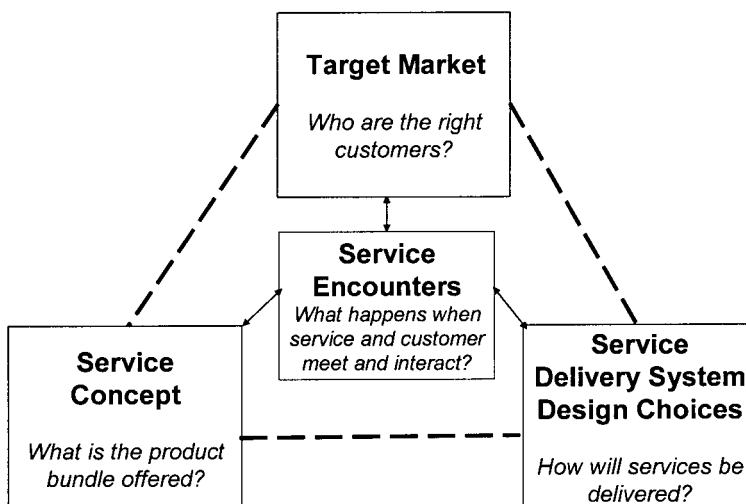 Target Market
Who are the right
customers?
Service
Encounters
What happens when
service and customer
meet and interact?
Service
Concept
What is the product
bundle offered?
Service
Delivery System
Design Choices
How will services be
delivered?